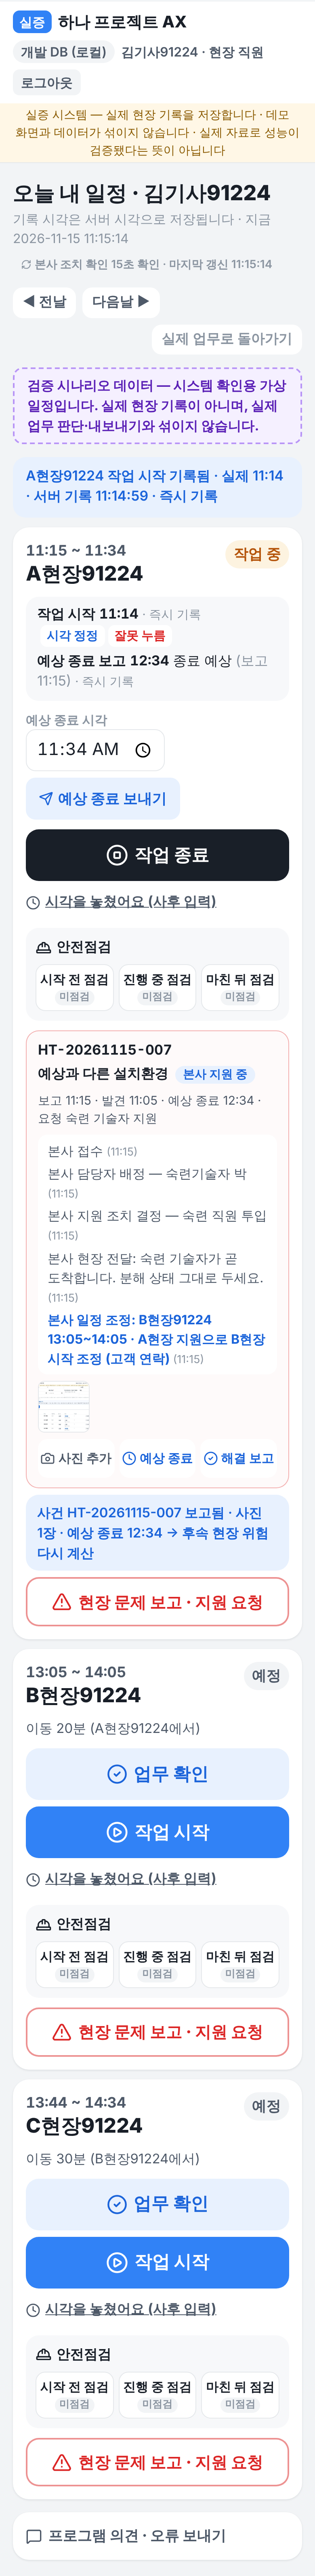 실증 하나 프로젝트 AX
개발 DB (로컬) 김기사91224 · 현장 직원
로그아웃
실증 시스템 — 실제 현장 기록을 저장합니다 · 데모
화면과 데이터가 섞이지 않습니다 · 실제 자료로 성능이
검증됐다는 뜻이 아닙니다
오늘 내 일정 · 김기사91224
기록 시각은 서버 시각으로 저장됩니다 · 지금
2026-11-15 11:15:14
본사 조치 확인 15초 확인 · 마지막 갱신 11:15:14
◀ 전날 다음날 ▶
실제 업무로 돌아가기
검증 시나리오 데이터 — 시스템 확인용 가상
일정입니다. 실제 현장 기록이 아니며, 실제
업무 판단·내보내기와 섞이지 않습니다.
A현장91224 작업 시작 기록됨 · 실제 11:14
· 서버 기록 11:14:59 · 즉시 기록
11:15 ~ 11:34 작업 중
A현장91224
작업 시작 11:14 · 즉시 기록
시각 정정 잘못 누름
예상 종료 보고 12:34 종료 예상 (보고
11:15) · 즉시 기록
예상 종료 시각
11:34 AM
예상 종료 보내기
작업 종료
시각을 놓쳤어요 (사후 입력)
안전점검
시작 전 점검 진행 중 점검 마친 뒤 점검
미점검 미점검 미점검
HT-20261115-007
예상과 다른 설치환경 본사 지원 중
보고 11:15 · 발견 11:05 · 예상 종료 12:34 ·
요청 숙련 기술자 지원
본사 접수 (11:15)
본사 담당자 배정 — 숙련기술자 박
(11:15)
본사 지원 조치 결정 — 숙련 직원 투입
(11:15)
본사 현장 전달: 숙련 기술자가 곧
도착합니다. 분해 상태 그대로 두세요.
(11:15)
본사 일정 조정: B현장91224
13:05~14:05 · A현장 지원으로 B현장
시작 조정 (고객 연락) (11:15)
사진 추가 예상 종료 해결 보고
사건 HT-20261115-007 보고됨 · 사진
1장 · 예상 종료 12:34 → 후속 현장 위험
다시 계산
현장 문제 보고 · 지원 요청
13:05 ~ 14:05 예정
B현장91224
이동 20분 (A현장91224에서)
업무 확인
작업 시작
시각을 놓쳤어요 (사후 입력)
안전점검
시작 전 점검 진행 중 점검 마친 뒤 점검
미점검 미점검 미점검
현장 문제 보고 · 지원 요청
13:44 ~ 14:34 예정
C현장91224
이동 30분 (B현장91224에서)
업무 확인
작업 시작
시각을 놓쳤어요 (사후 입력)
안전점검
시작 전 점검 진행 중 점검 마친 뒤 점검
미점검 미점검 미점검
현장 문제 보고 · 지원 요청
프로그램 의견 · 오류 보내기